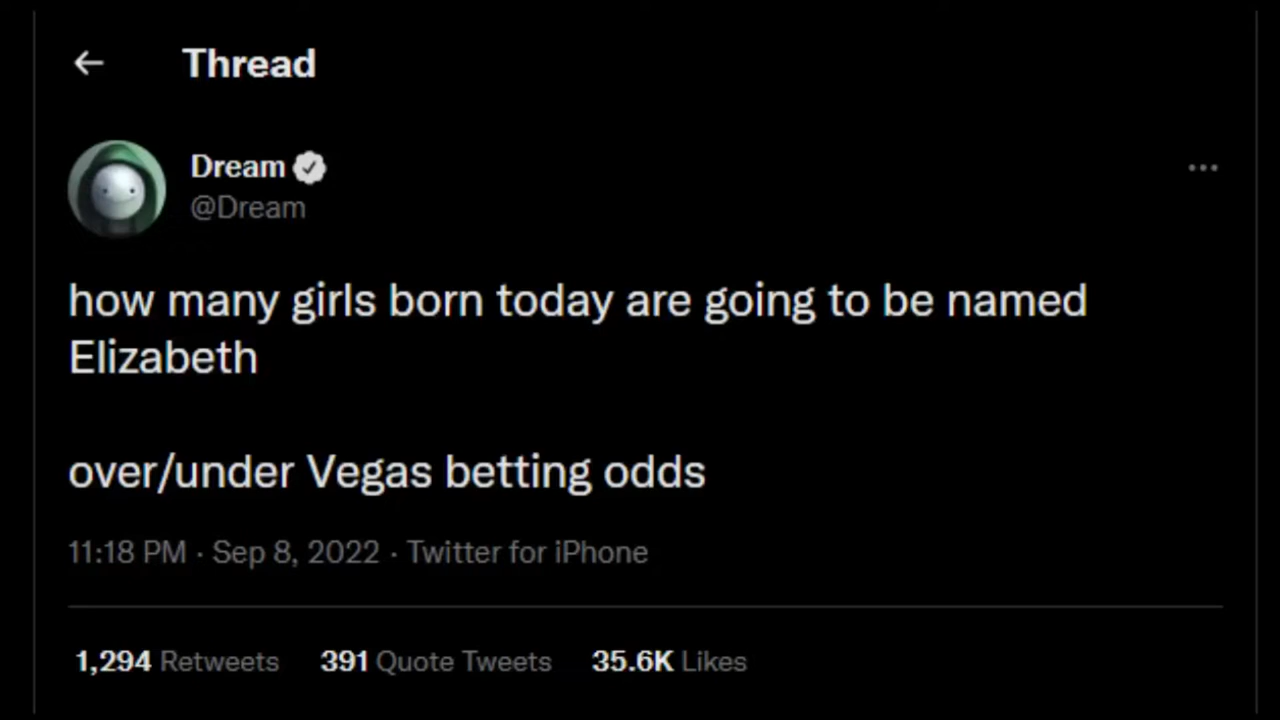 Thread
Dream
@Dream
how many girls born today are going to be named
Elizabeth
over/under Vegas betting odds
11:18 PM · Sep 8, 2022 · Twitter for iPhone
1,294 Retweets 391 Quote Tweets 35.6K Likes